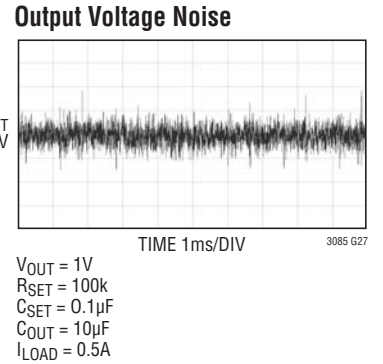 Output Voltage Noise
TIME 1ms/DIV
3085 G27
VOUT = 1V
RSET = 100k
CSET = 0.1µF
COUT = 10µF
ILOAD = 0.5A